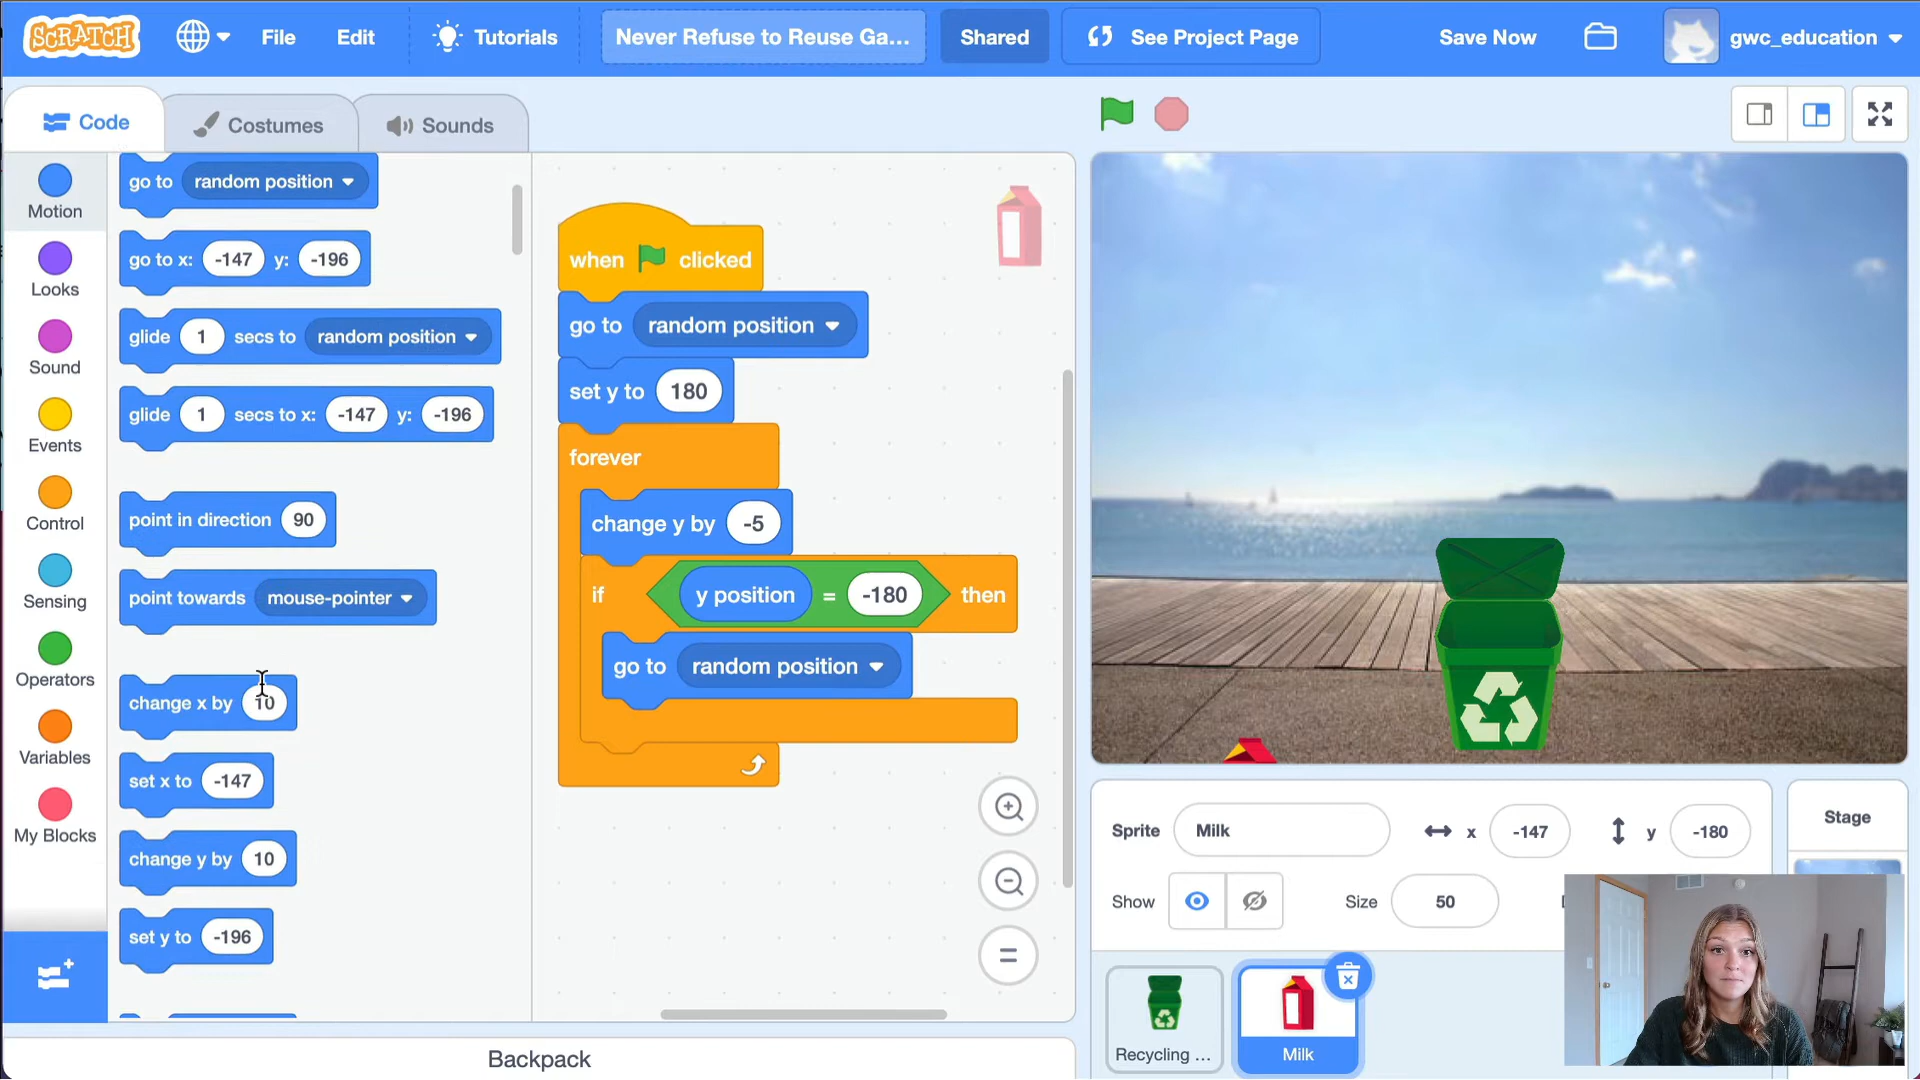 SCRATCH
File
Edit
Tutorials
Never Refuse to Reuse Ga...
Shared
See Project Page
Save Now
gwc_education
Code
Costumes
Sounds
Motion
Looks
Sound
Events
Control
Sensing
Operators
Variables
My Blocks
go to random position
go to x: -147 y: -196
glide 1 secs to random position
glide 1 secs to x: -147 y: -196
point in direction 90
point towards mouse-pointer
change x by 10
set x to -147
change y by 10
set y to -196
when clicked
go to random position
set y to 180
forever
change y by -5
if y position = -180 then
go to random position
Backpack
Sprite Milk x -147 y -180
Show Size 50
Stage
Recycling ...
Milk